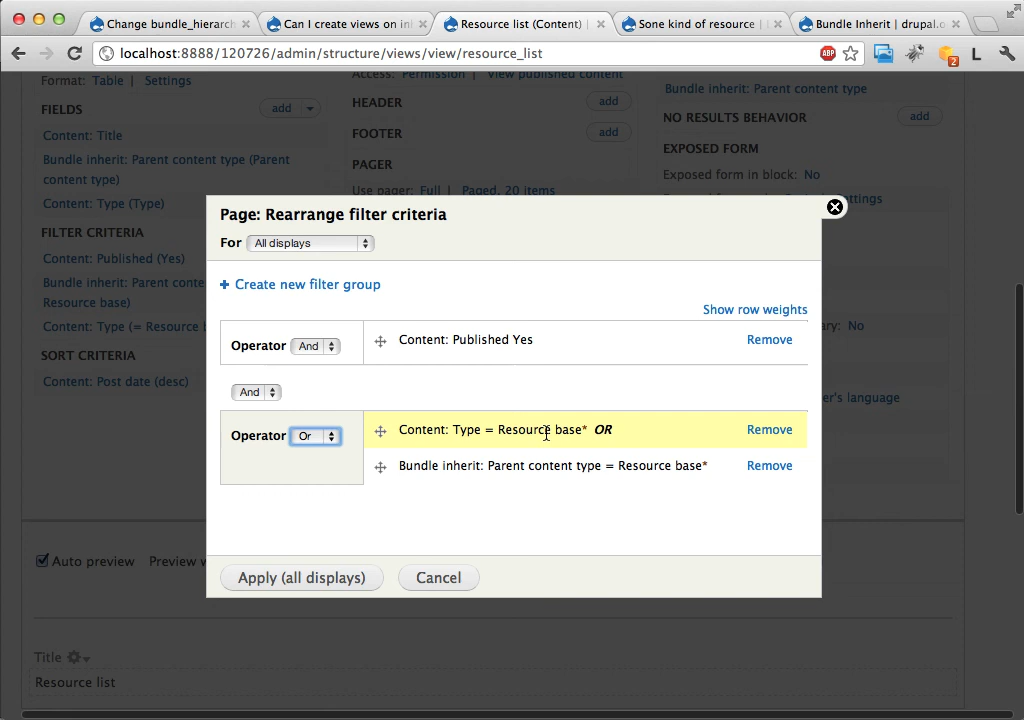 Change bundle_hierarch
Can I create views on inl
Resource list (Content) |
Sone kind of resource |
Bundle Inherit | drupal.o
localhost:8888/120726/admin/structure/views/view/resource_list
ABP
2
L
Format: Table | Settings
Access: Permission | View published content
Bundle inherit: Parent content type
FIELDS
add
HEADER
add
NO RESULTS BEHAVIOR
add
Content: Title
FOOTER
add
EXPOSED FORM
Bundle inherit: Parent content type (Parent
content type)
PAGER
Exposed form in block: No
Use pager: Full | Paged, 20 items
Content: Type (Type)
FILTER CRITERIA
Content: Published (Yes)
Bundle inherit: Parent conte
Resource base)
Content: Type (= Resource b
ary: No
SORT CRITERIA
Content: Post date (desc)
er's language
Page: Rearrange filter criteria
For All displays
Create new filter group
Show row weights
Operator And
Content: Published Yes
Remove
And
Operator Or
Content: Type = Resource base* OR
Remove
Bundle inherit: Parent content type = Resource base*
Remove
Apply (all displays)
Cancel
Auto preview
Preview w
Title
Resource list